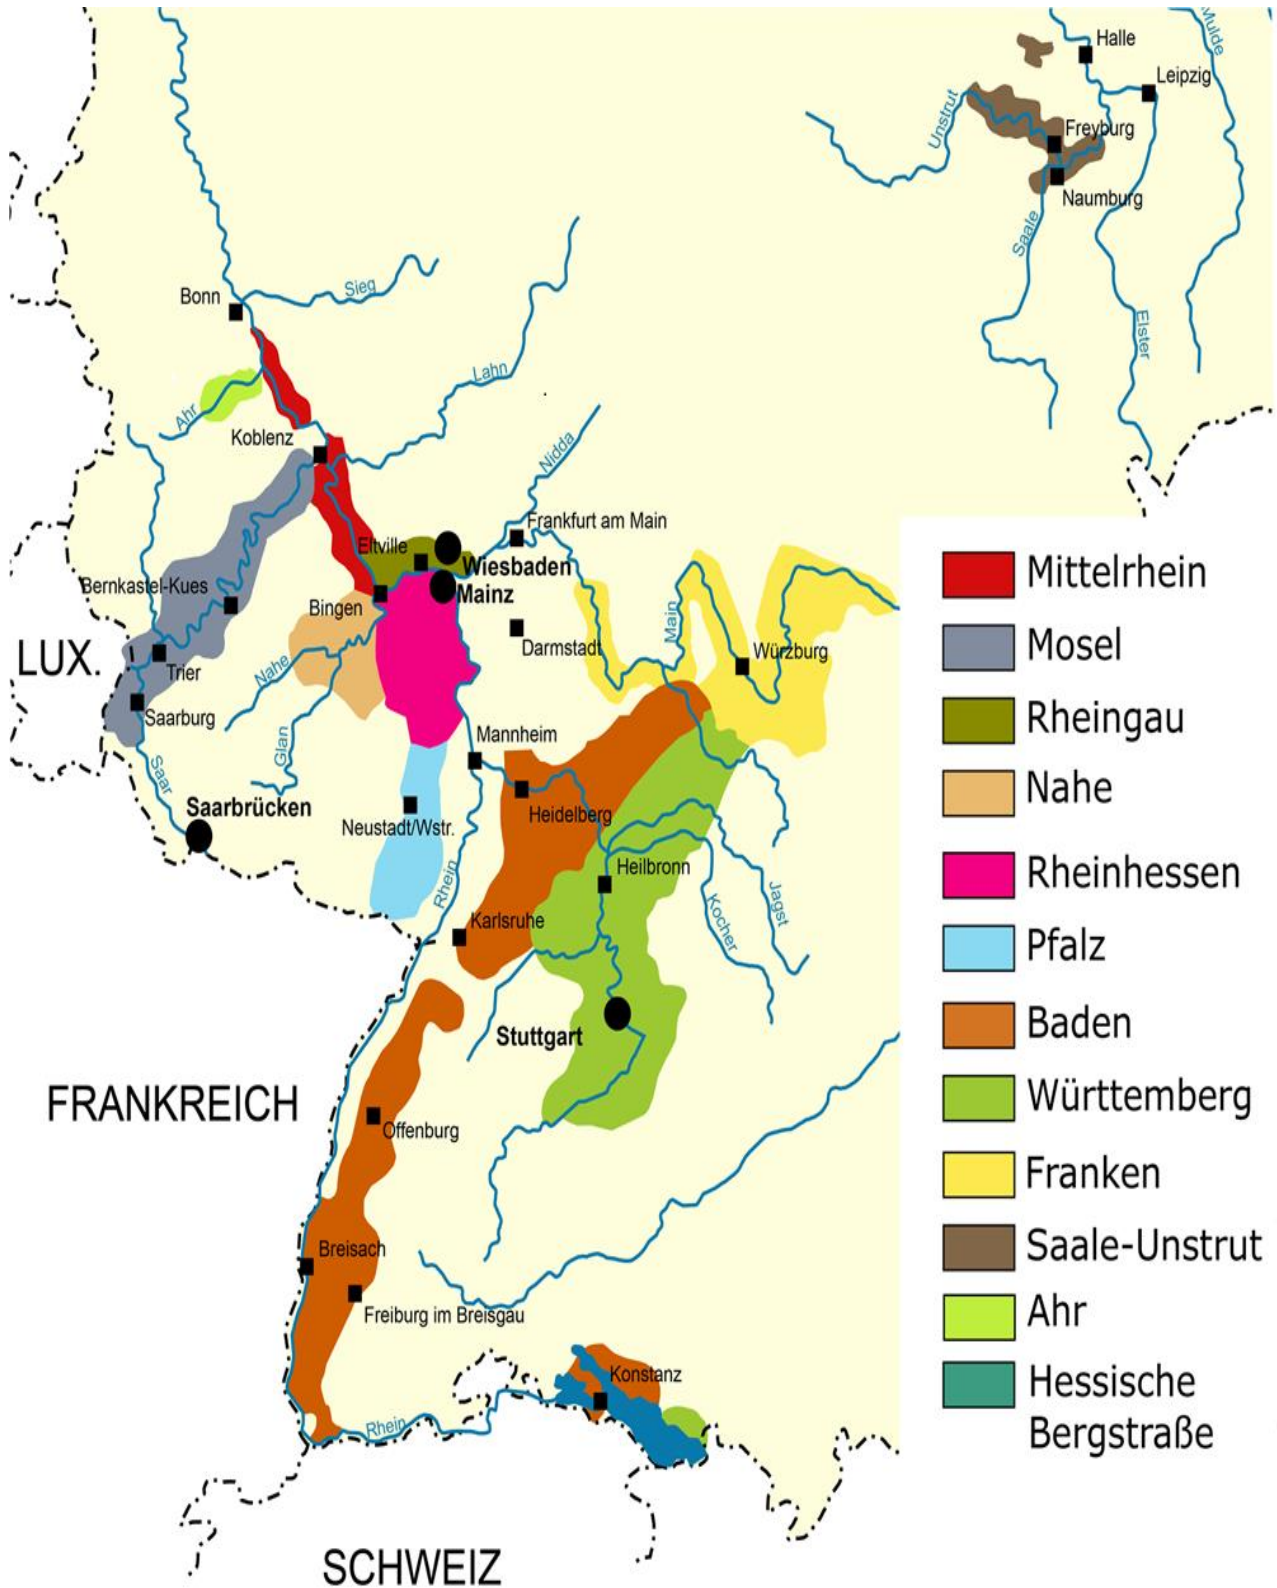 Mulde
Halle
Leipzig
Unstrut
Freyburg
Naumburg
Saale
Elster
Bonn
Sieg
Lahn
Ahr
Koblenz
Nidda
Frankfurt am Main
Eltville
Wiesbaden
Bernkastel-Kues
Mainz
Bingen
Main
Darmstadt
Würzburg
LUX.
Trier
Nahe
Saarburg
Glan
Mannheim
Saar
Saarbrücken
Heidelberg
Neustadt/Wstr.
Rhein
Heilbronn
Jagst
Kocher
Karlsruhe
Stuttgart
FRANKREICH
Offenburg
Breisach
Freiburg im Breisgau
Konstanz
Rhein
SCHWEIZ
Mittelrhein
Mosel
Rheingau
Nahe
Rheinhessen
Pfalz
Baden
Württemberg
Franken
Saale-Unstrut
Ahr
Hessische
Bergstraße